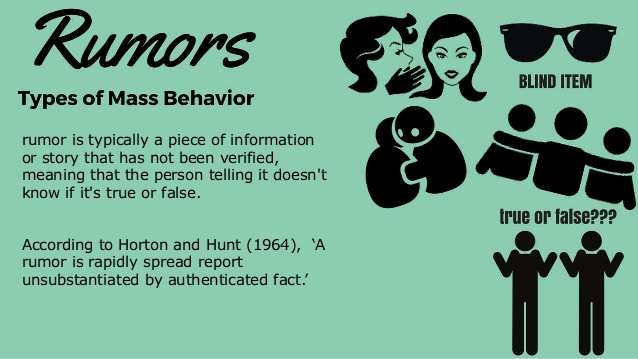 Rumors
Types of Mass Behavior
rumor is typically a piece of information
or story that has not been verified,
meaning that the person telling it doesn't
know if it's true or false.
According to Horton and Hunt (1964),  ‘A
rumor is rapidly spread report
unsubstantiated by authenticated fact.’
BLIND ITEM
true or false???